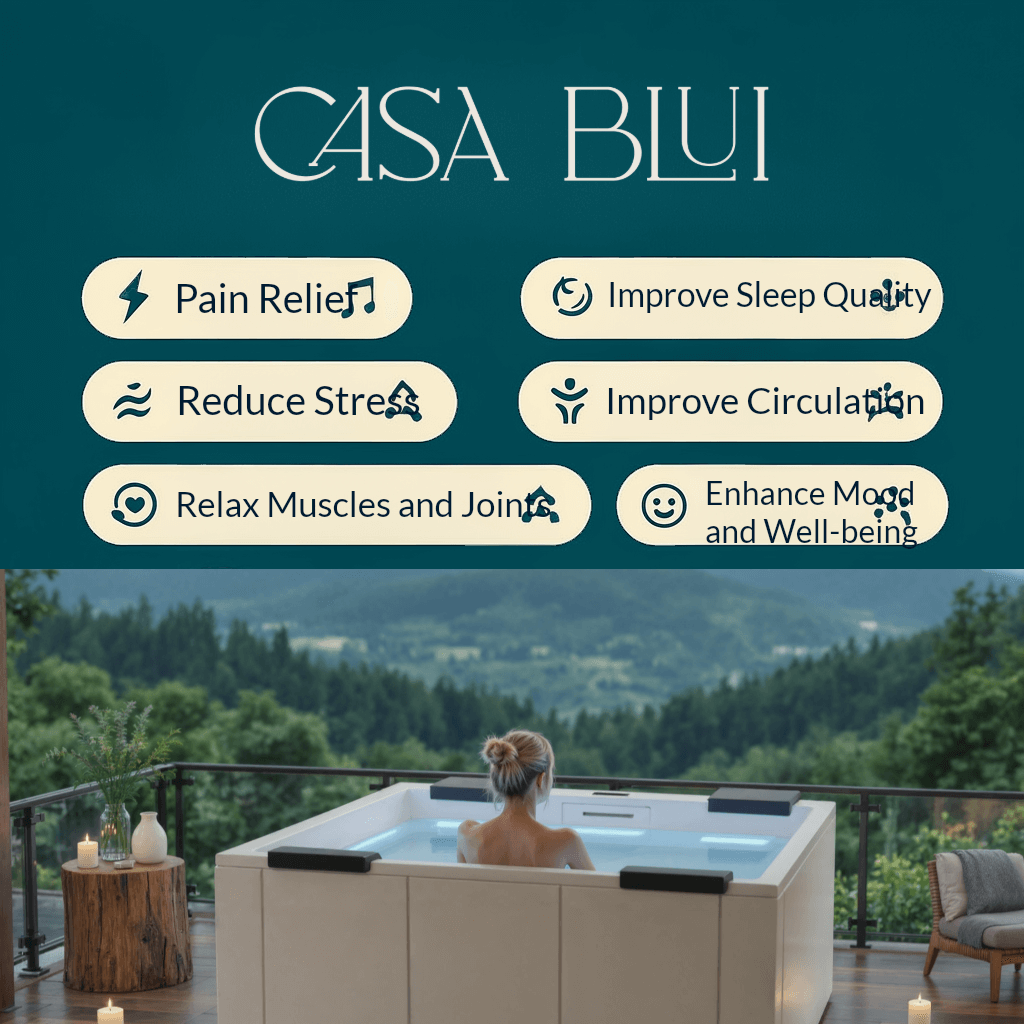 CASA BLUI
Pain Relief
Improve Sleep Quality
Reduce Stress
Improve Circulation
Relax Muscles and Joints
Enhance Mood
and Well-being